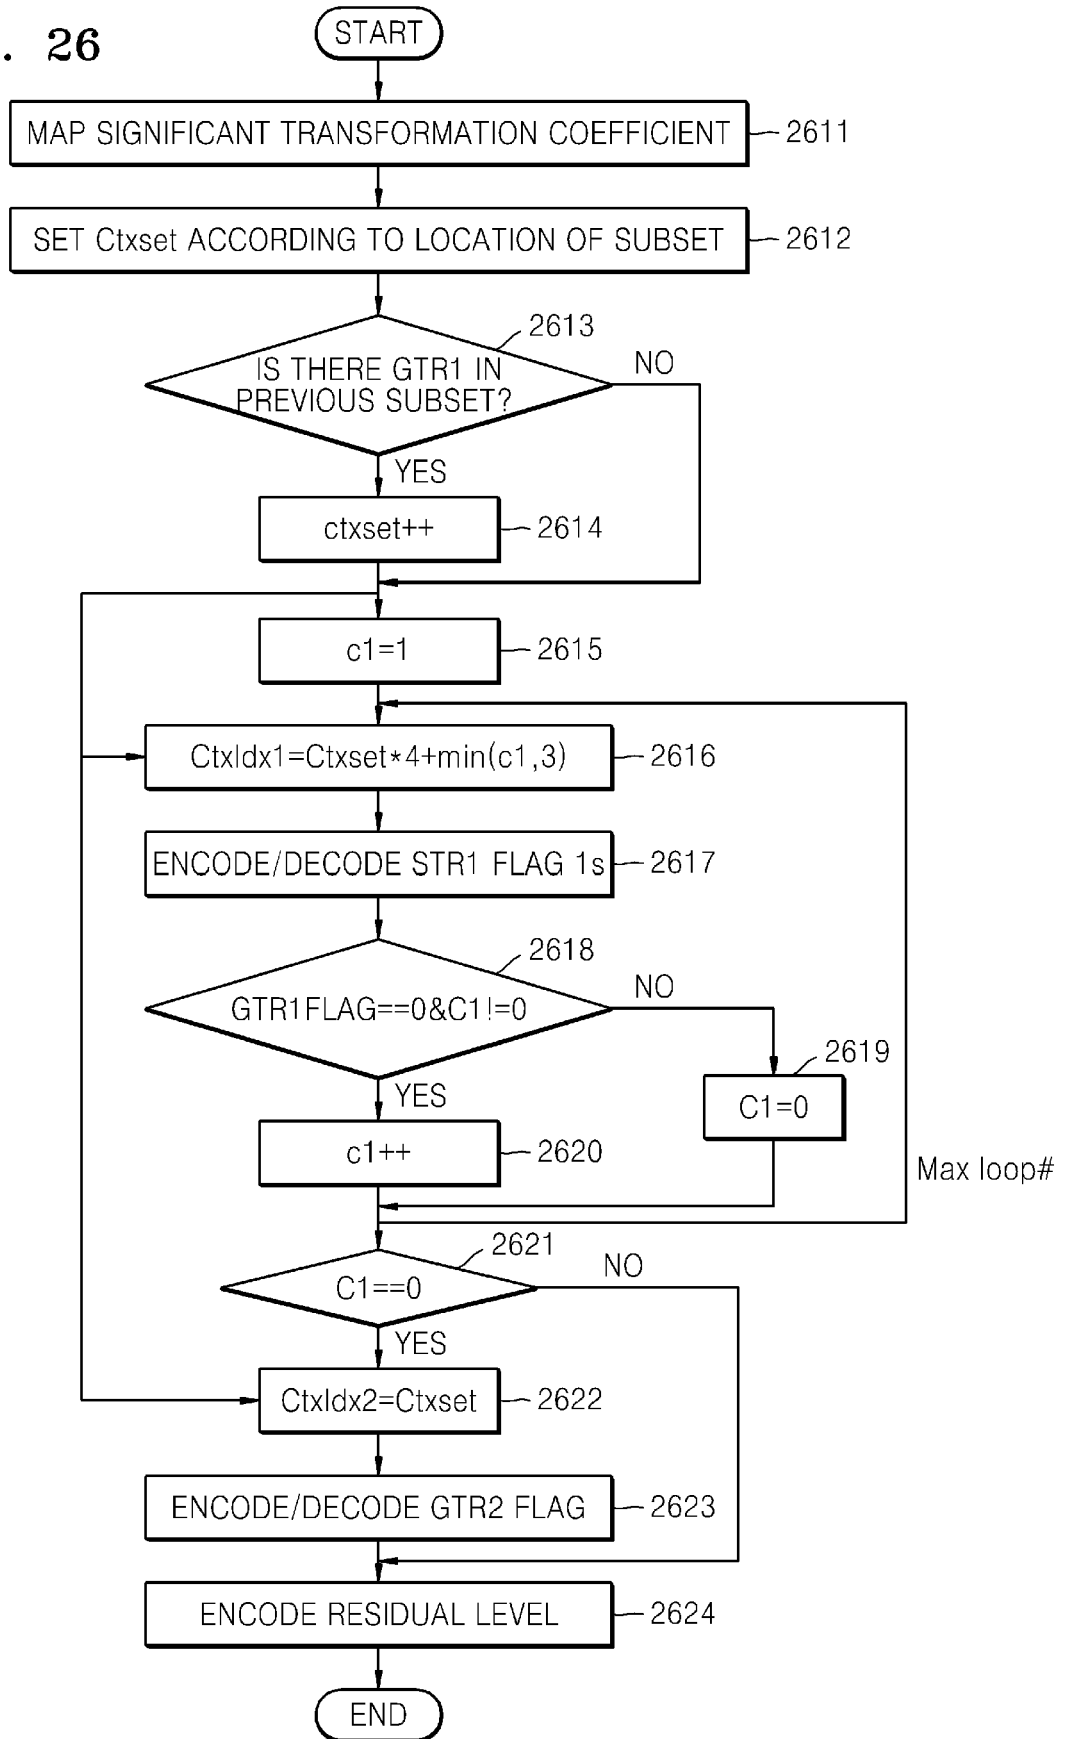 . 26
START
MAP SIGNIFICANT TRANSFORMATION COEFFICIENT
2611
SET Ctxset ACCORDING TO LOCATION OF SUBSET
2612
2613
IS THERE GTR1 IN
PREVIOUS SUBSET?
NO
YES
ctxset++
2614
c1=1
2615
CtxIdx1=Ctxset*4+min(c1,3)
2616
ENCODE/DECODE STR1 FLAG 1s
2617
2618
GTR1FLAG==0&C1!=0
NO
2619
C1=0
YES
c1++
2620
Max loop#
2621
C1==0
NO
YES
CtxIdx2=Ctxset
2622
ENCODE/DECODE GTR2 FLAG
2623
ENCODE RESIDUAL LEVEL
2624
END